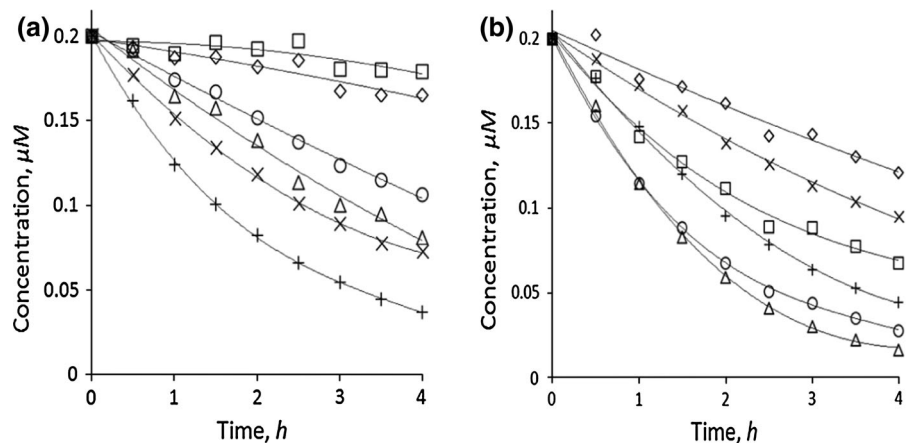 (a)
0.2
0.15
0.1
0.05
0
Concentration, μM
0 1 2 3 4
Time, h
(b)
0.2
0.15
0.1
0.05
0
Concentration, μM
0 1 2 3 4
Time, h